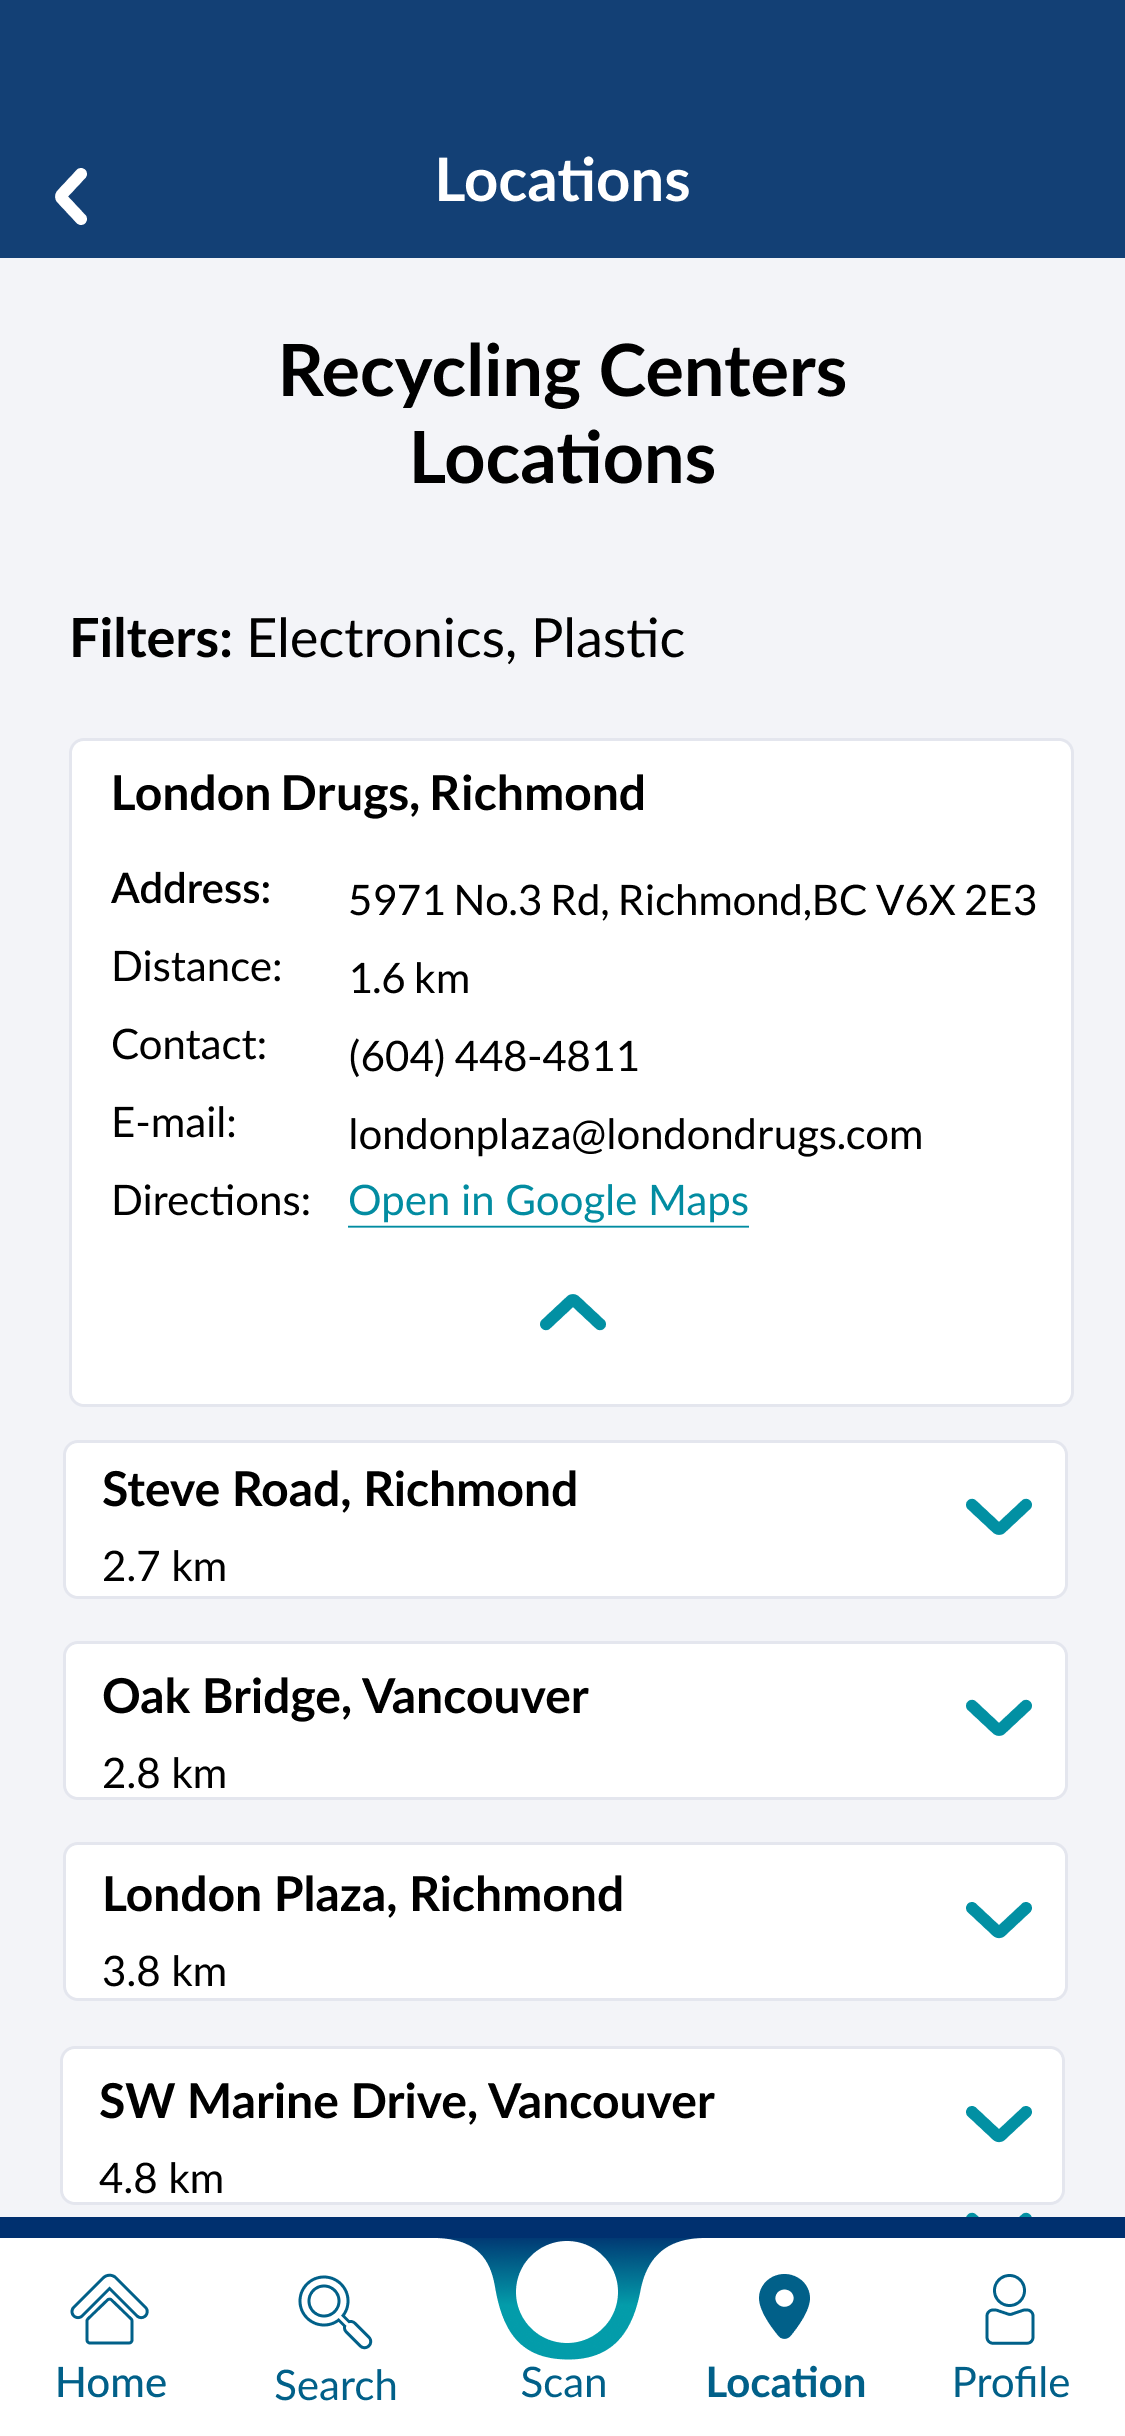 Locations
Recycling Centers
Locations
Filters: Electronics, Plastic
London Drugs, Richmond
Address: 5971 No.3 Rd, Richmond,BC V6X 2E3
Distance: 1.6 km
Contact: (604) 448-4811
E-mail: londonplaza@londondrugs.com
Directions: Open in Google Maps
Steve Road, Richmond
2.7 km
Oak Bridge, Vancouver
2.8 km
London Plaza, Richmond
3.8 km
SW Marine Drive, Vancouver
4.8 km
Home Search Scan Location Profile